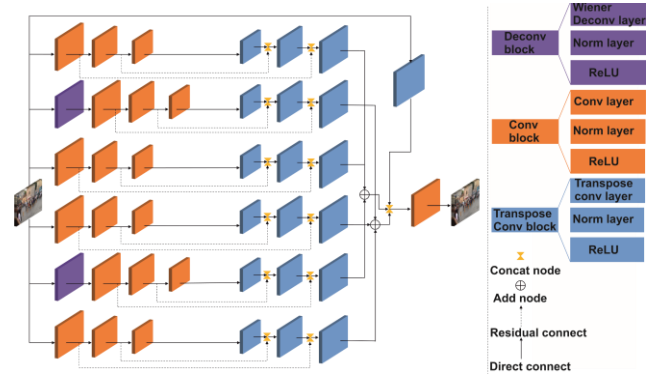 Wiener
Deconv layer
Deconv
block
Norm layer
ReLU
Conv layer
Conv
block
Norm layer
ReLU
Transpose
conv layer
Transpose
Conv block
Norm layer
ReLU
Concat node
Add node
Residual connect
Direct connect